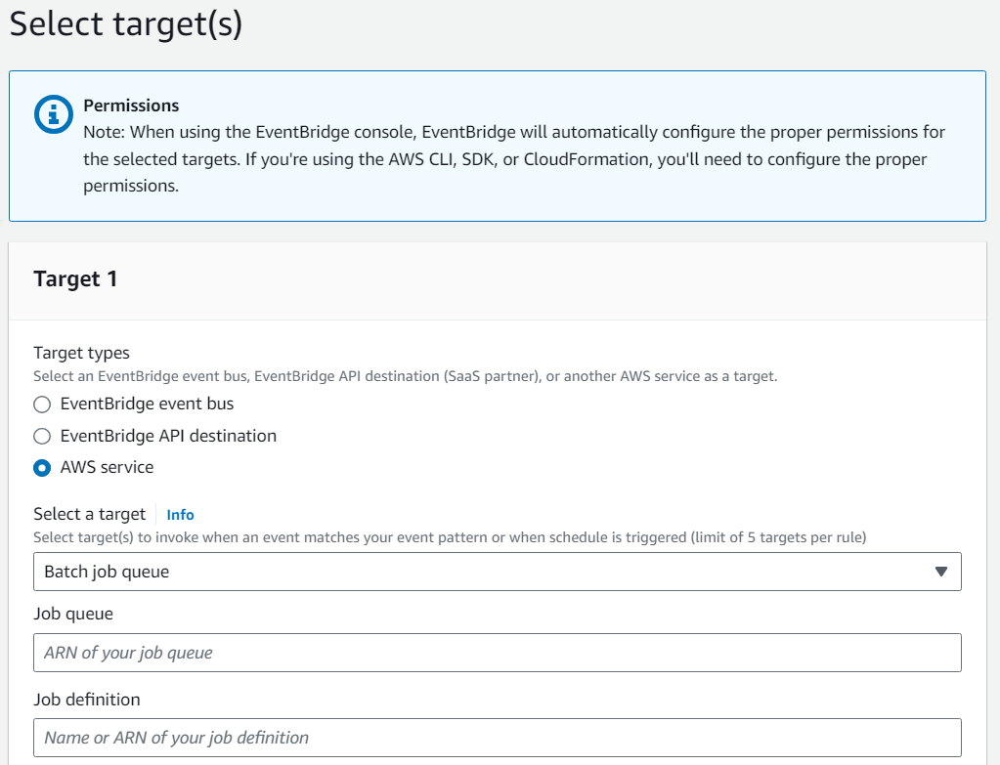 Select target(s)
Permissions
Note: When using the EventBridge console, EventBridge will automatically configure the proper permissions for
the selected targets. If you're using the AWS CLI, SDK, or CloudFormation, you'll need to configure the proper
permissions.
Target 1
Target types
Select an EventBridge event bus, EventBridge API destination (SaaS partner), or another AWS service as a target.
EventBridge event bus
EventBridge API destination
AWS service
Select a target Info
Select target(s) to invoke when an event matches your event pattern or when schedule is triggered (limit of 5 targets per rule)
Batch job queue
Job queue
ARN of your job queue
Job definition
Name or ARN of your job definition